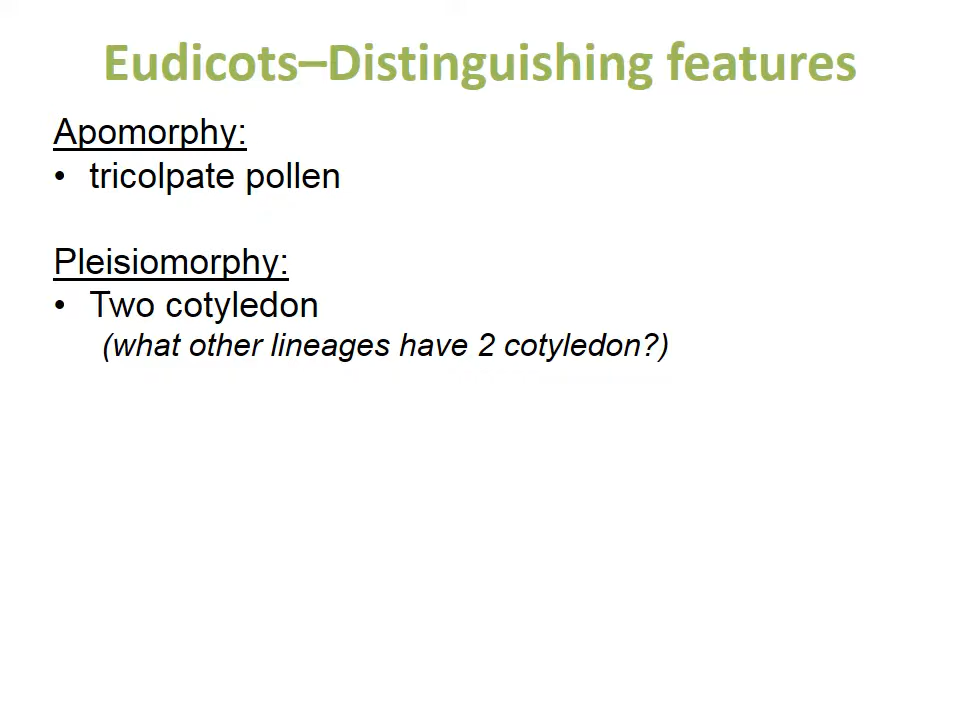 Eudicots–Distinguishing features
Apomorphy:
• tricolpate pollen
Pleisiomorphy:
• Two cotyledon
(what other lineages have 2 cotyledon?)